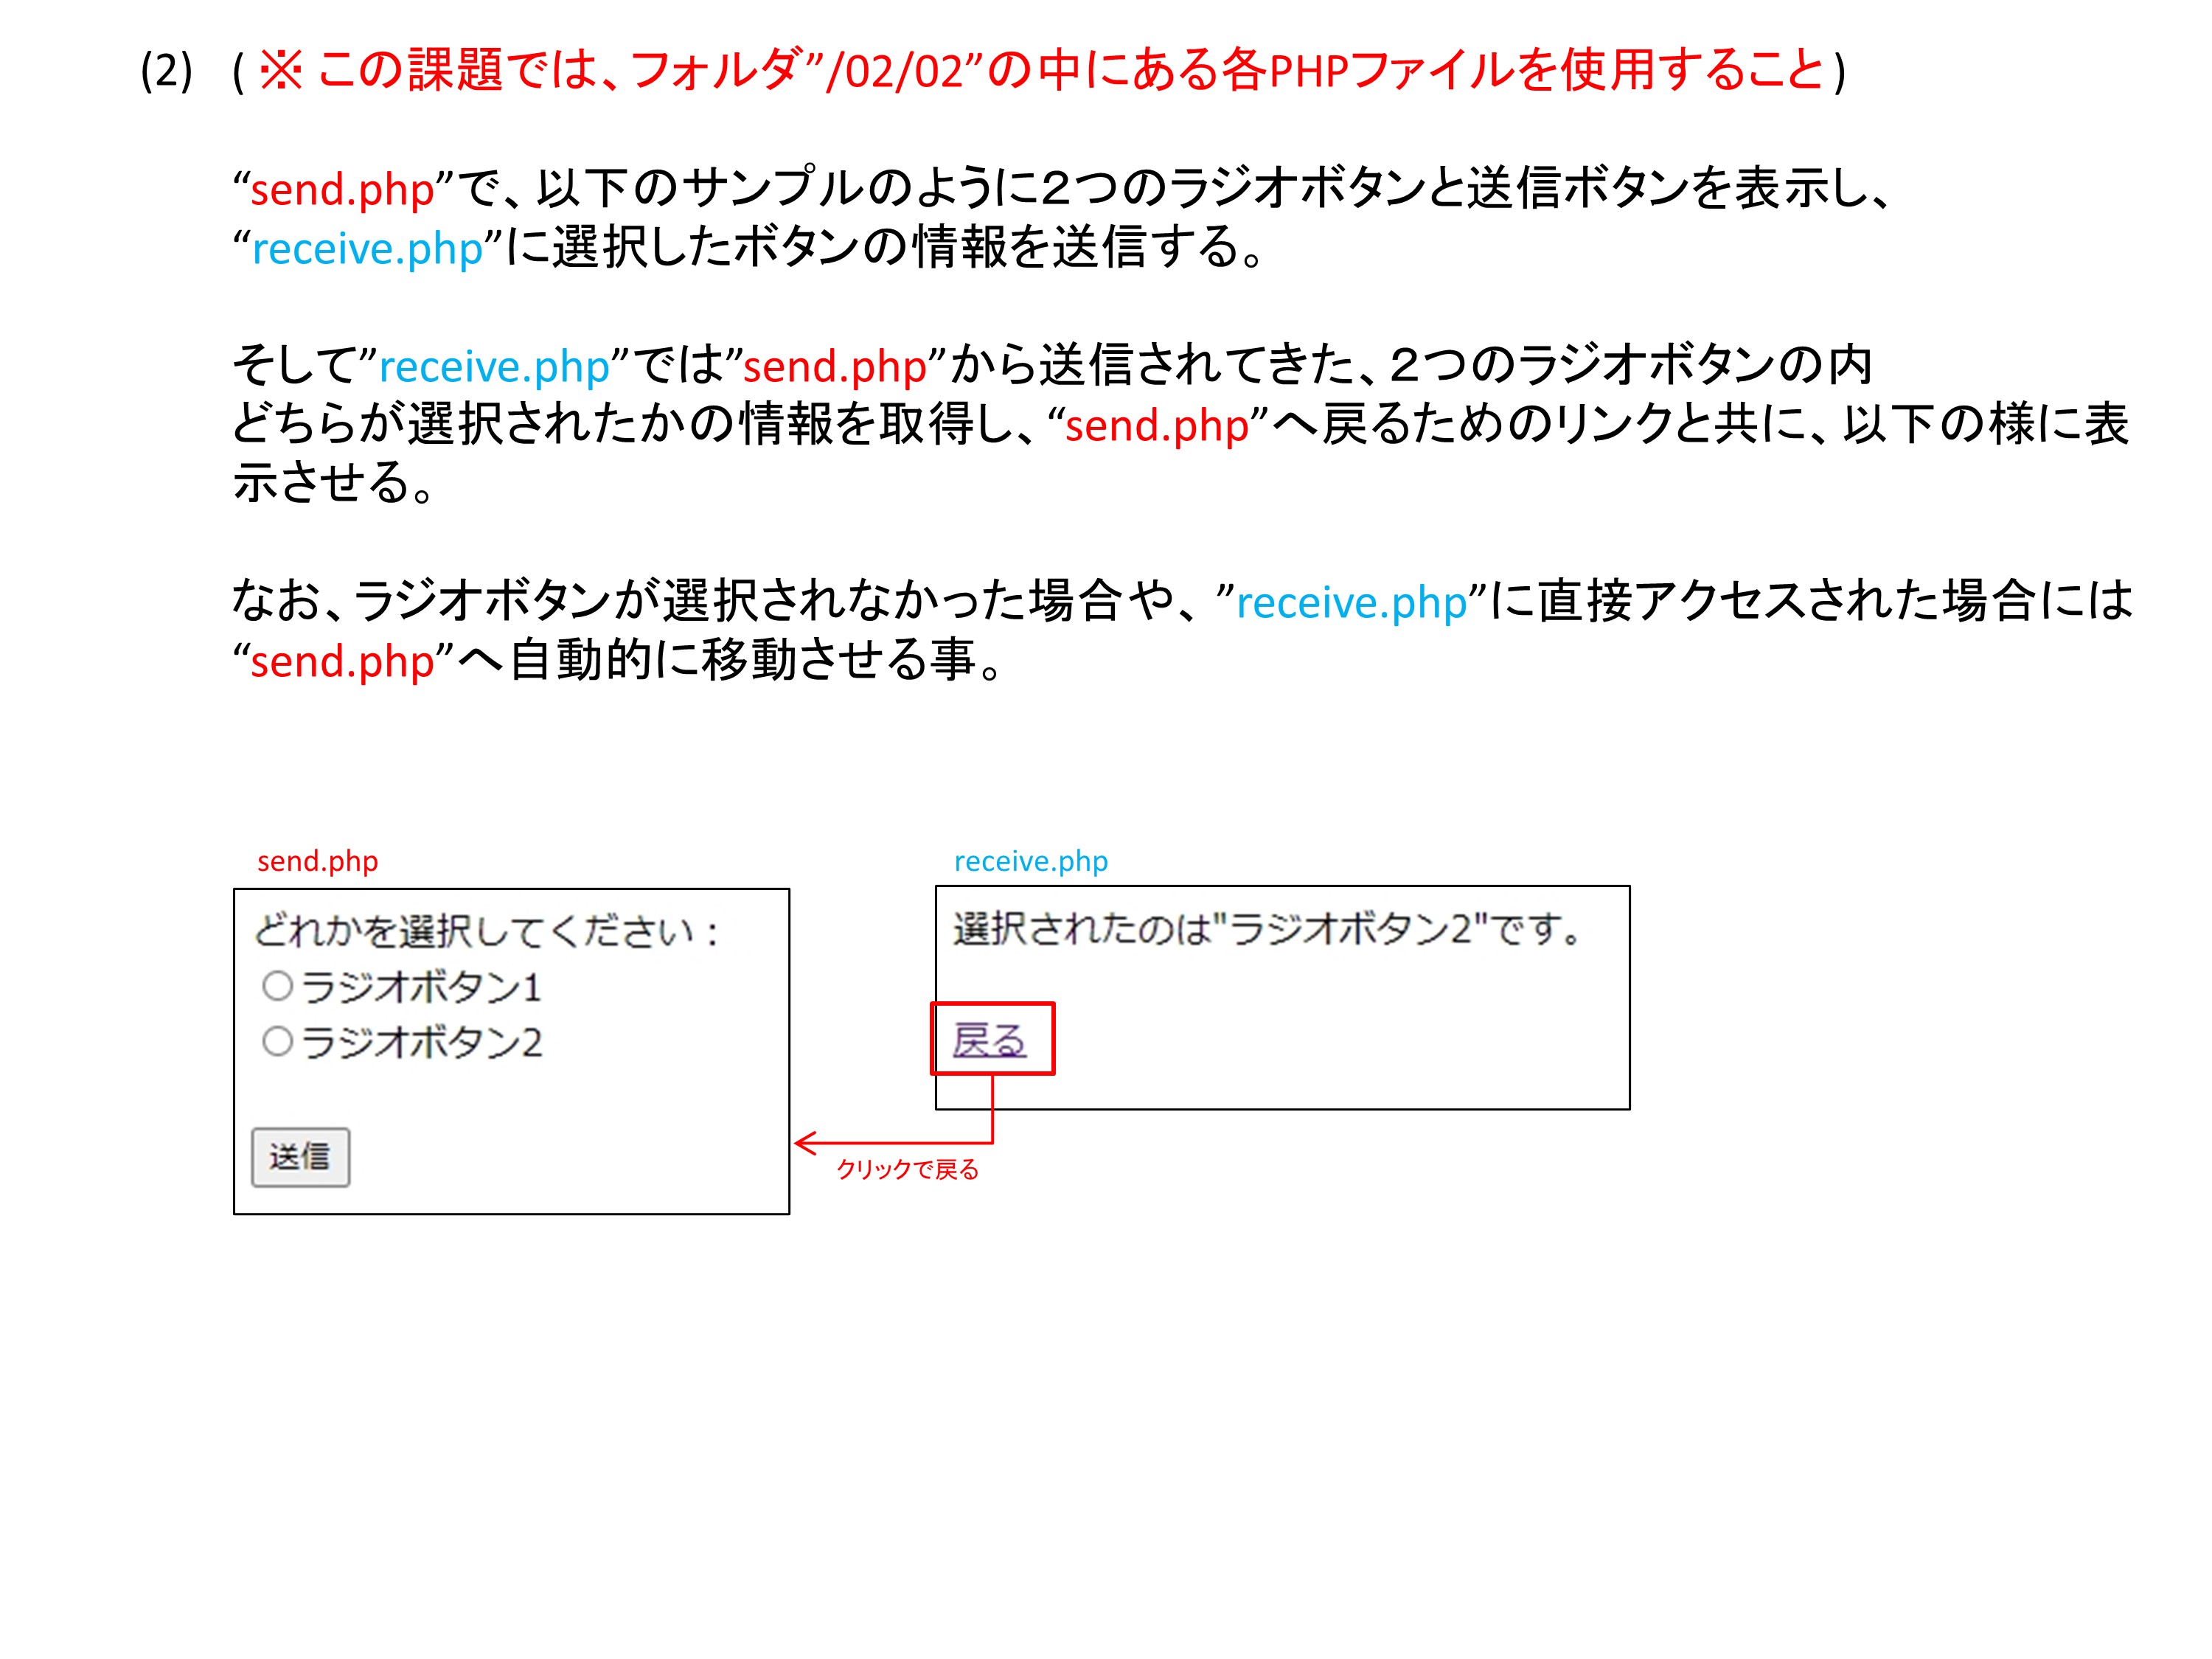 (2) ( ※ この課題では、フォルダ”/02/02”の中にある各PHPファイルを使用すること)
“send.php”で、以下のサンプルのように２つのラジオボタンと送信ボタンを表示し、
“receive.php”に選択したボタンの情報を送信する。
そして”receive.php”では”send.php”から送信されてきた、２つのラジオボタンの内
どちらが選択されたかの情報を取得し、“send.php”へ戻るためのリンクと共に、以下の様に表
示させる。
なお、ラジオボタンが選択されなかった場合や、”receive.php”に直接アクセスされた場合には
“send.php”へ自動的に移動させる事。
send.php
どれかを選択してください：
ラジオボタン1
ラジオボタン2
送信
receive.php
選択されたのは"ラジオボタン2"です。
戻る
クリックで戻る